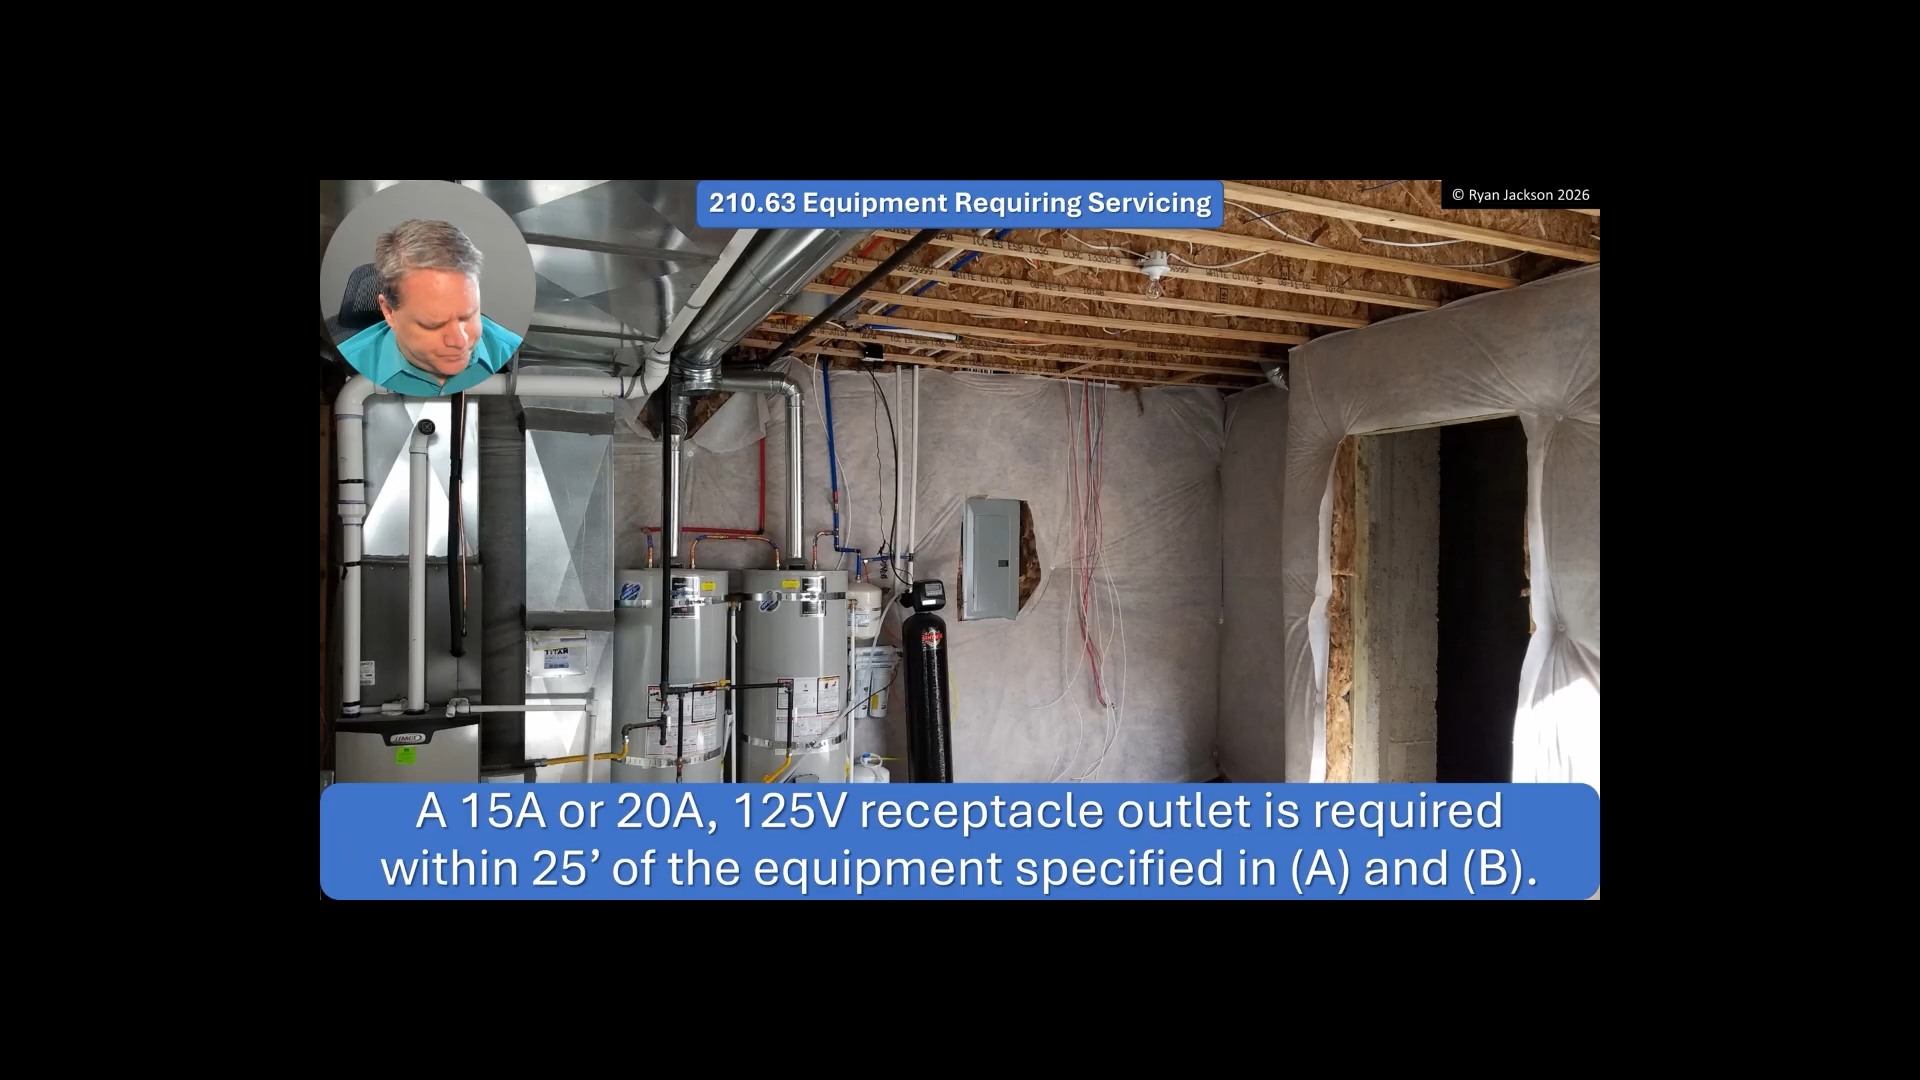 210.63 Equipment Requiring Servicing
© Ryan Jackson 2026
LENNOX
A 15A or 20A, 125V receptacle outlet is required
within 25’ of the equipment specified in (A) and (B).